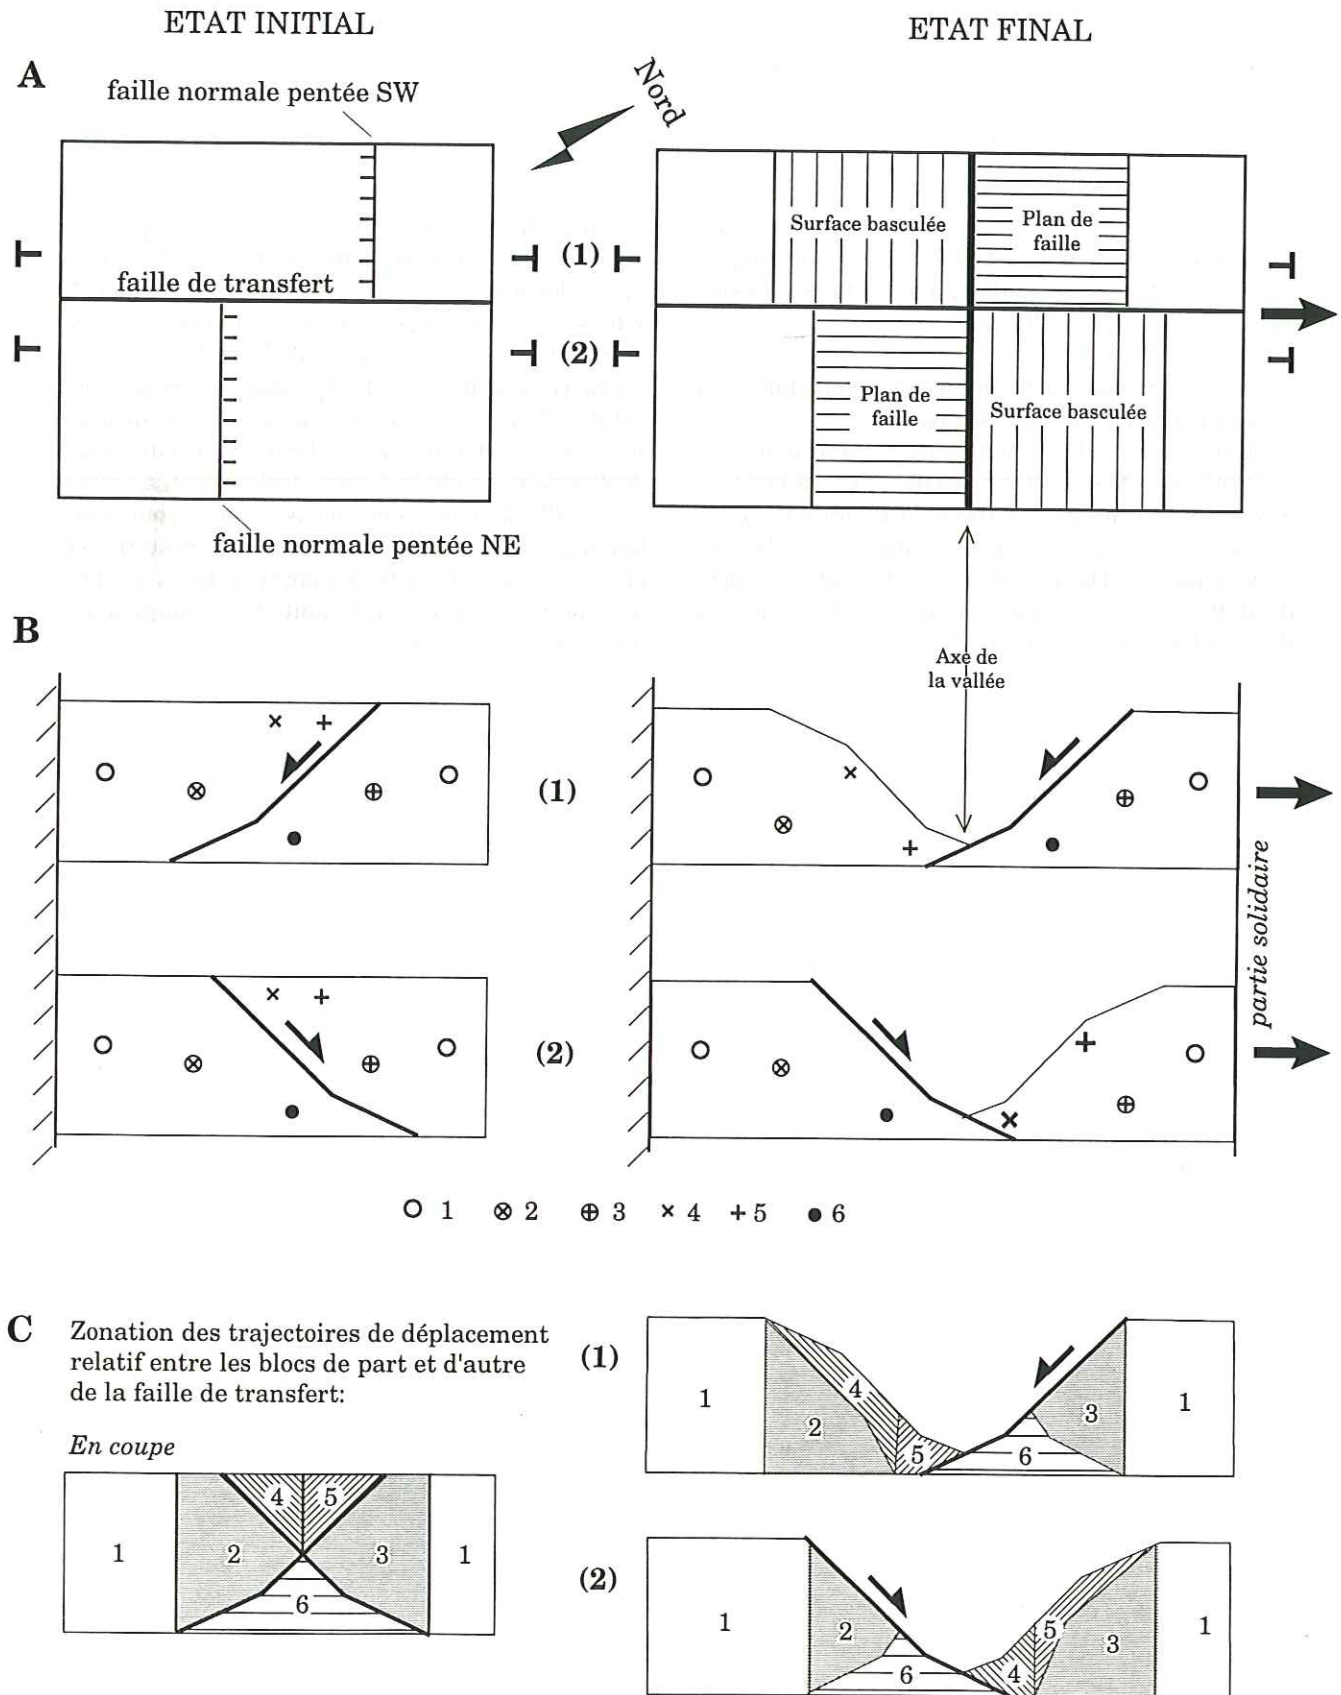 ETAT INITIAL
ETAT FINAL
A
faille normale pentée SW
Nord
faille de transfert
(1)
(2)
faille normale pentée NE
Surface basculée
Plan de
faille
Plan de
faille
Surface basculée
B
Axe de
la vallée
(1)
(2)
partie solidaire
1 2 3 4 5 6
C
Zonation des trajectoires de déplacement
relatif entre les blocs de part et d'autre
de la faille de transfert:
En coupe
1 2 4 5 3 1
6
(1)
1 2 4 5 6 3 1
(2)
1 2 6 4 5 3 1